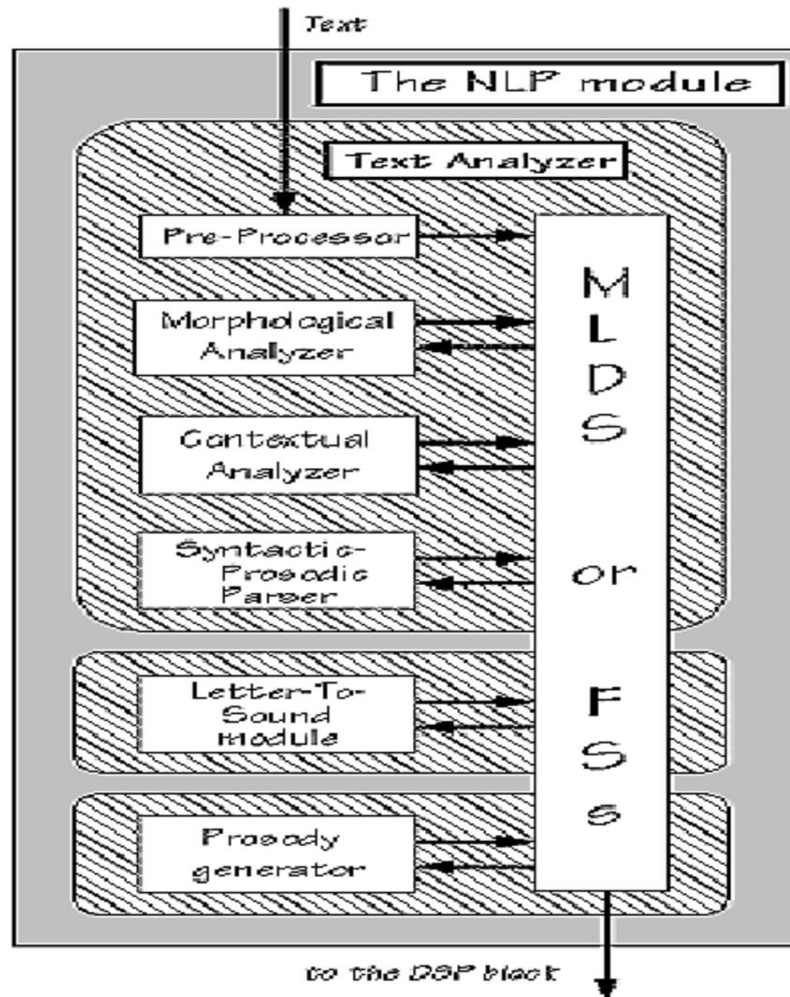 Text
The NLP module
Text Analyzer
Pre-Processor
Morphological
Analyzer
Contextual
Analyzer
Syntactic-
Prosodic
Parser
Letter-To-
Sound
module
Prosody
generator
M
L
D
S
or
F
S
s
to the DSP block